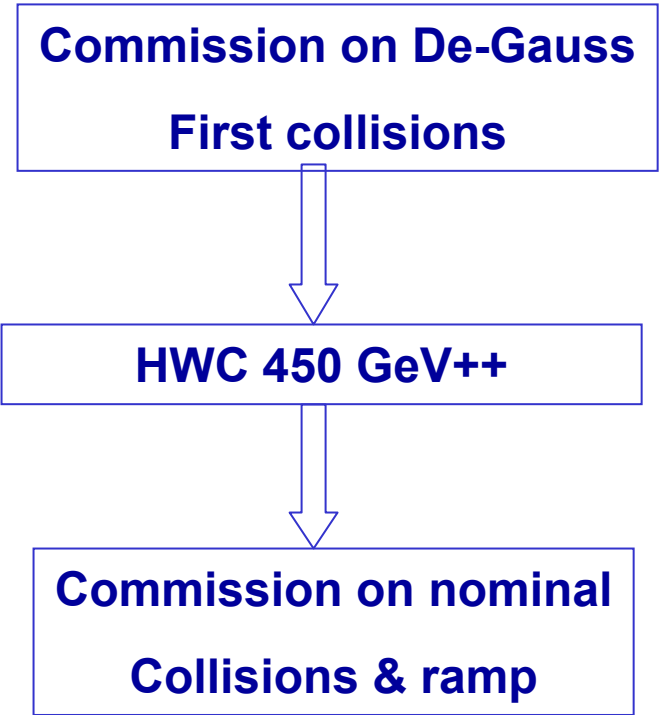 Commission on De-Gauss
First collisions
HWC 450 GeV++
Commission on nominal
Collisions & ramp